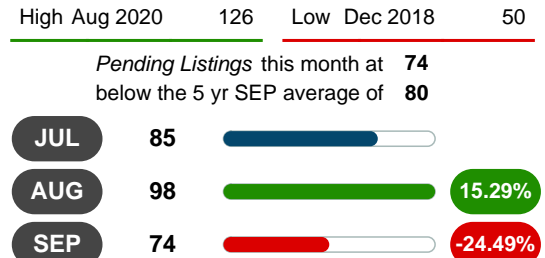 High Aug 2020 126 Low Dec 2018 50
Pending Listings this month at 74
below the 5 yr SEP average of 80
JUL 85
AUG 98 15.29%
SEP 74 -24.49%